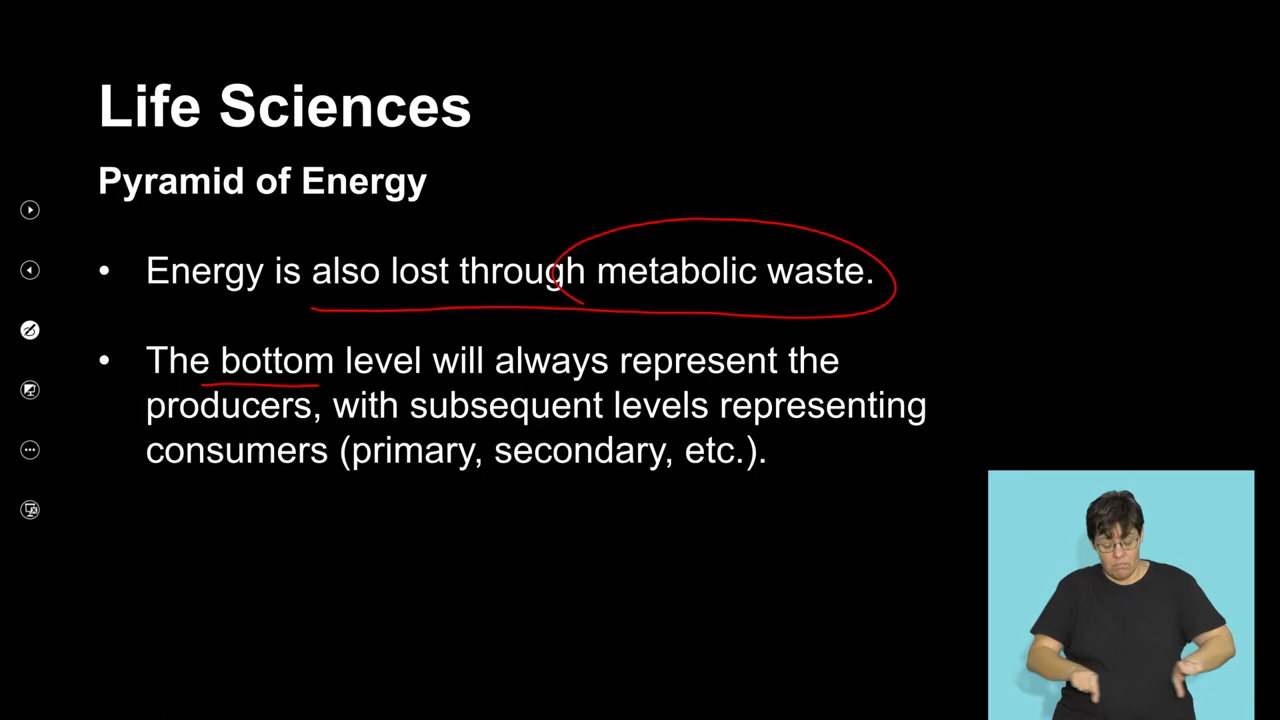 Life Sciences
Pyramid of Energy
• Energy is also lost through metabolic waste.
• The bottom level will always represent the
producers, with subsequent levels representing
consumers (primary, secondary, etc.).